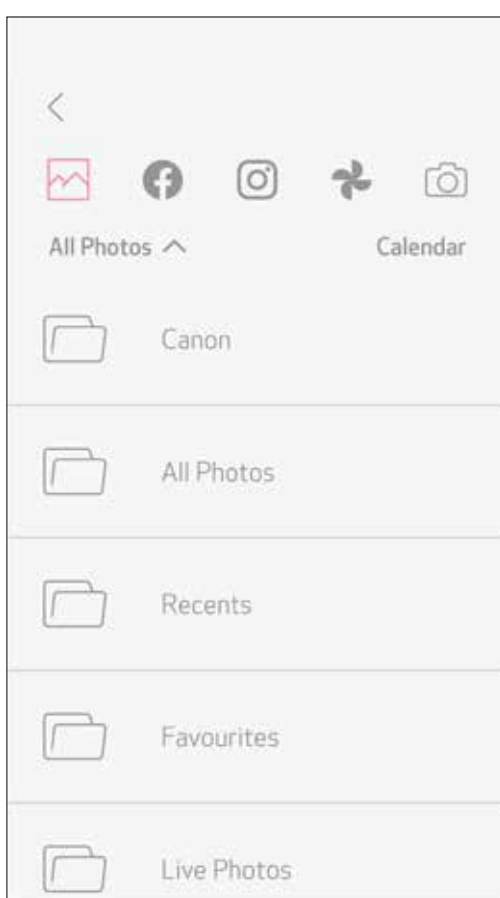 All Photos Calendar
Canon
All Photos
Recents
Favourites
Live Photos